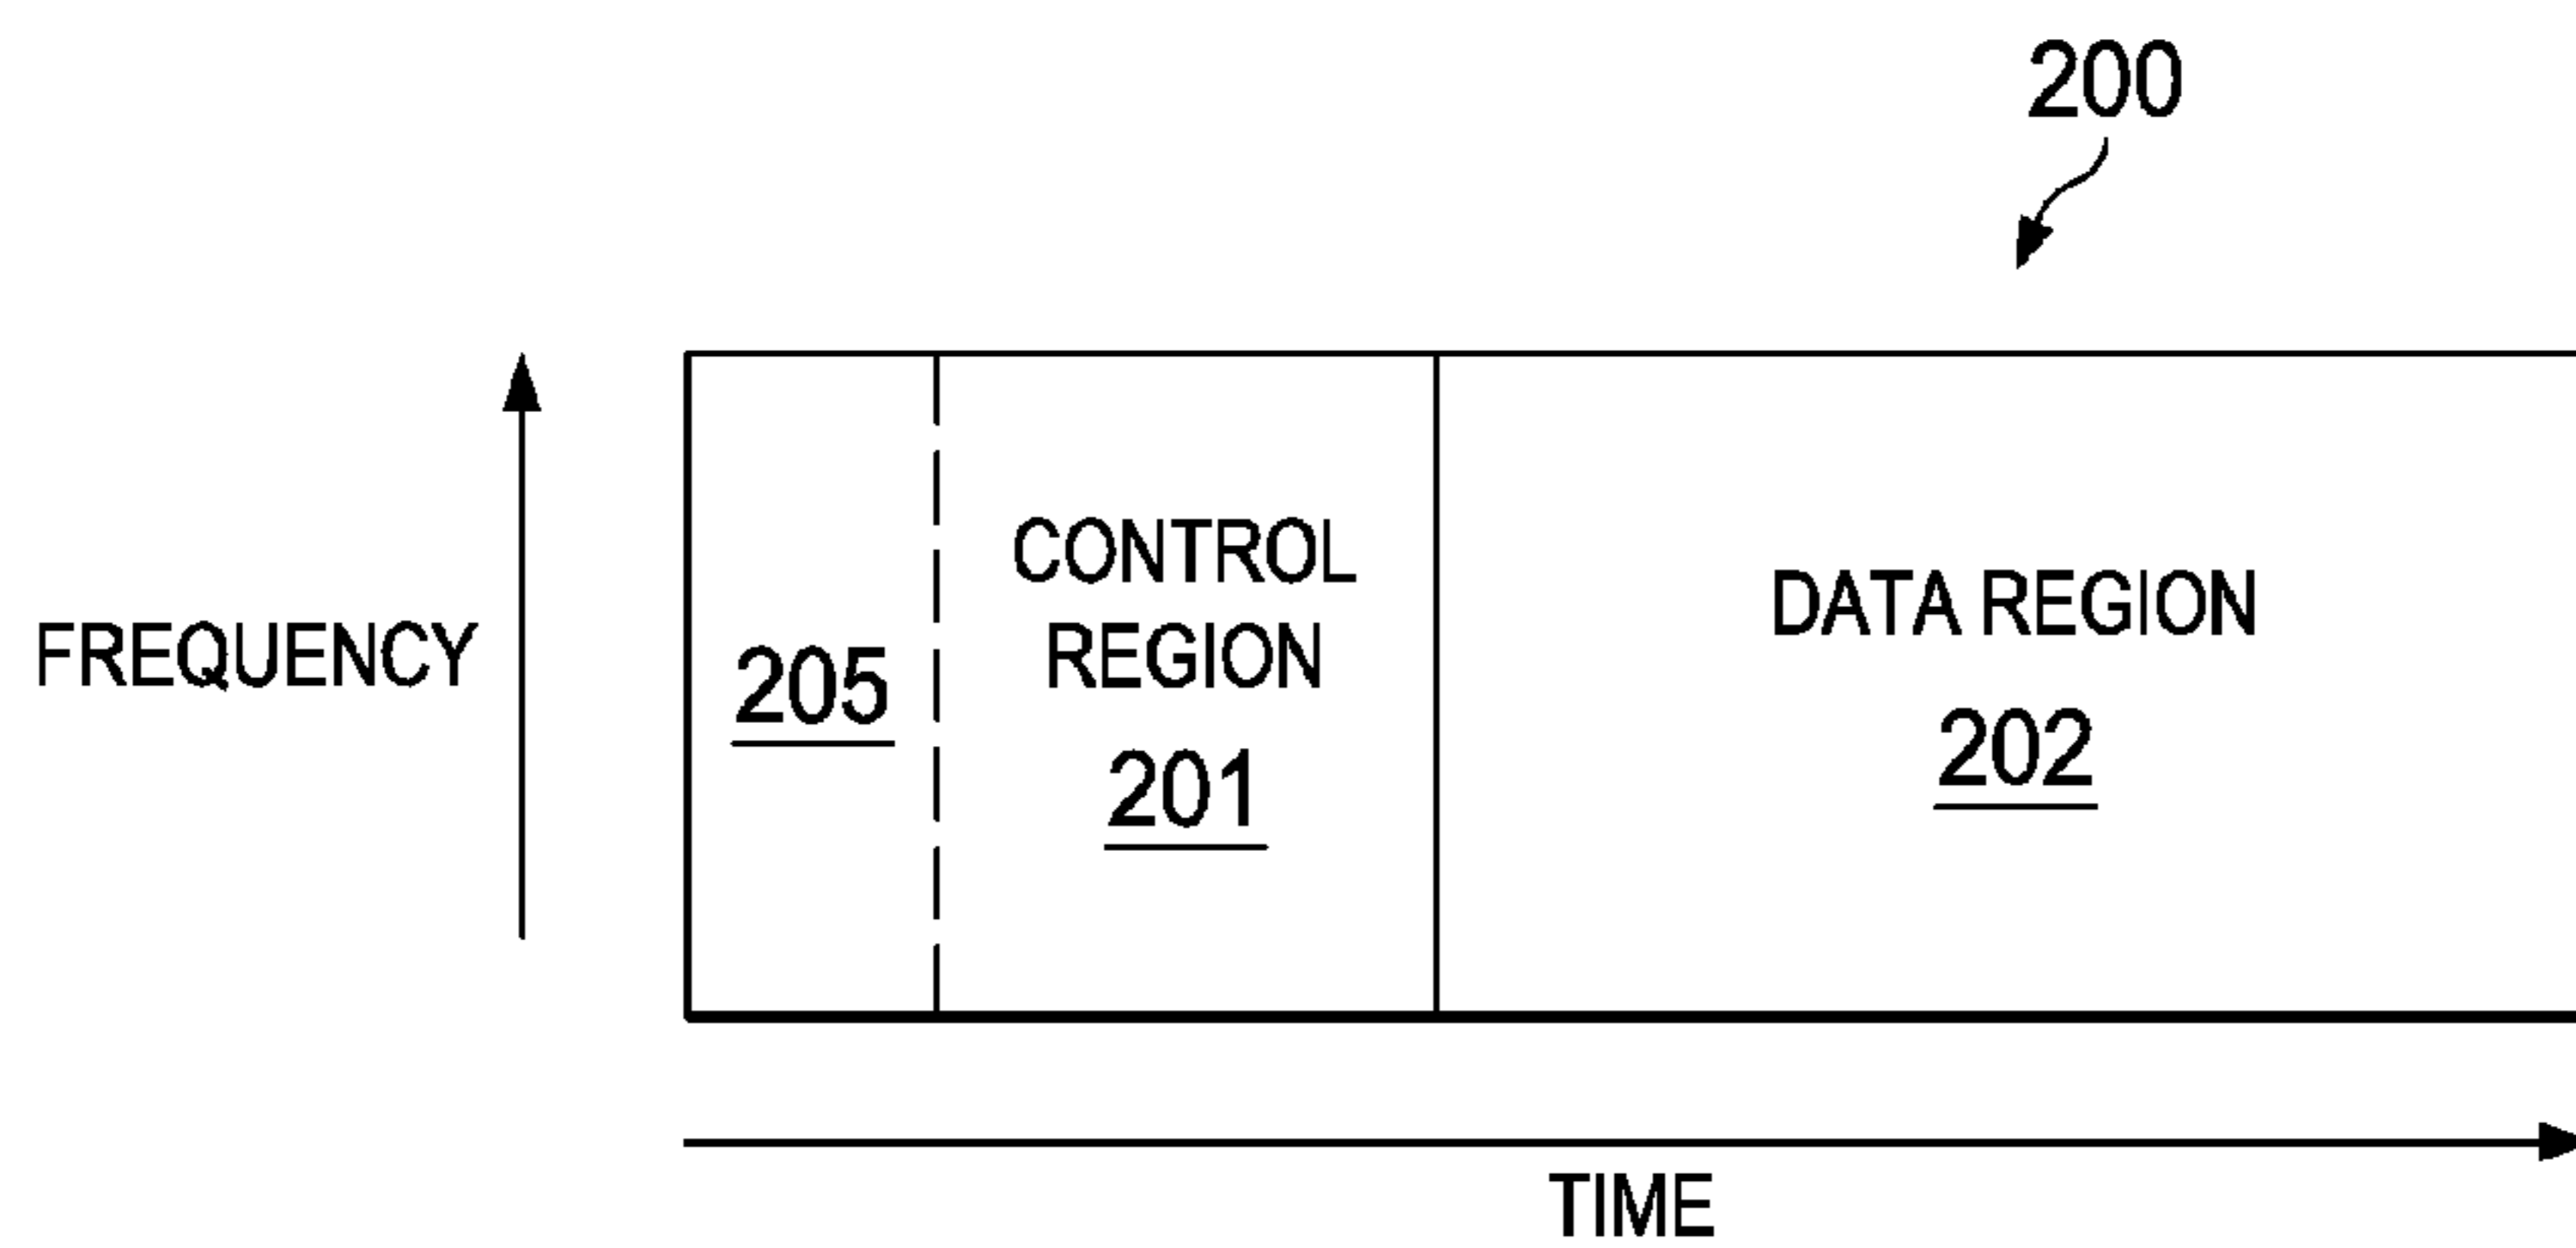 200
FREQUENCY
205
CONTROL
REGION
201
DATA REGION
202
TIME